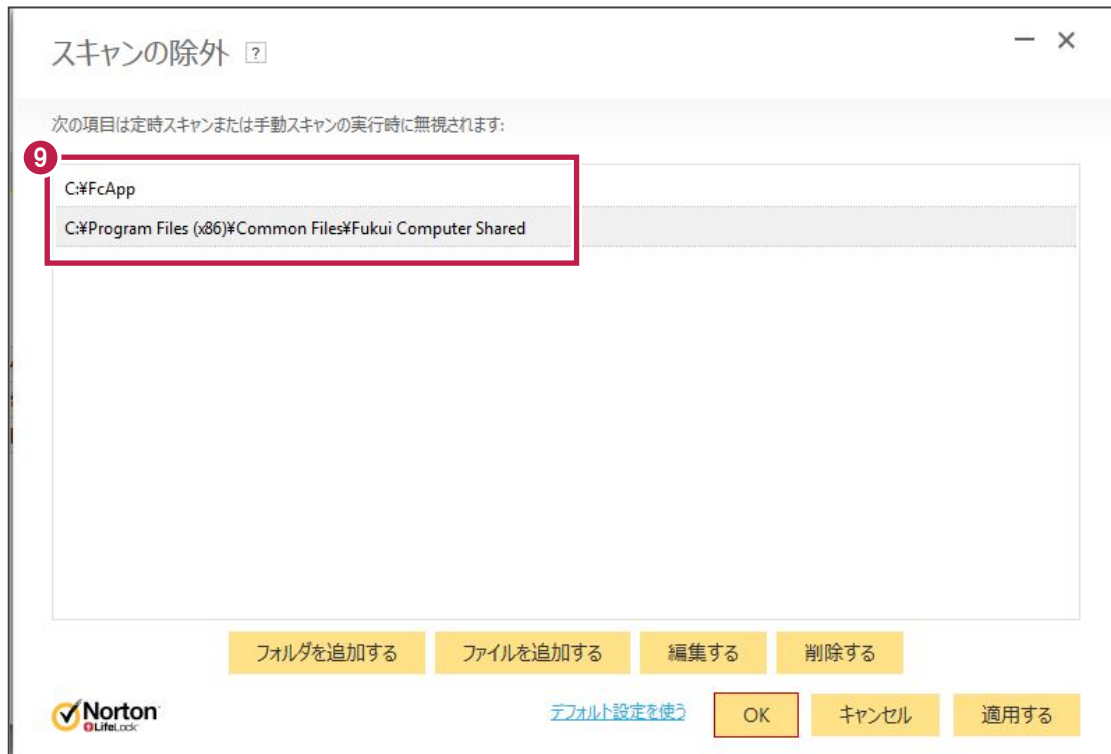 スキャンの除外 ?
次の項目は定時スキャンまたは手動スキャンの実行時に無視されます:
9
C:¥FcApp
C:¥Program Files (x86)¥Common Files¥Fukui Computer Shared
フォルダを追加する ファイルを追加する 編集する 削除する
Norton
LifeLock
デフォルト設定を使う OK キャンセル 適用する